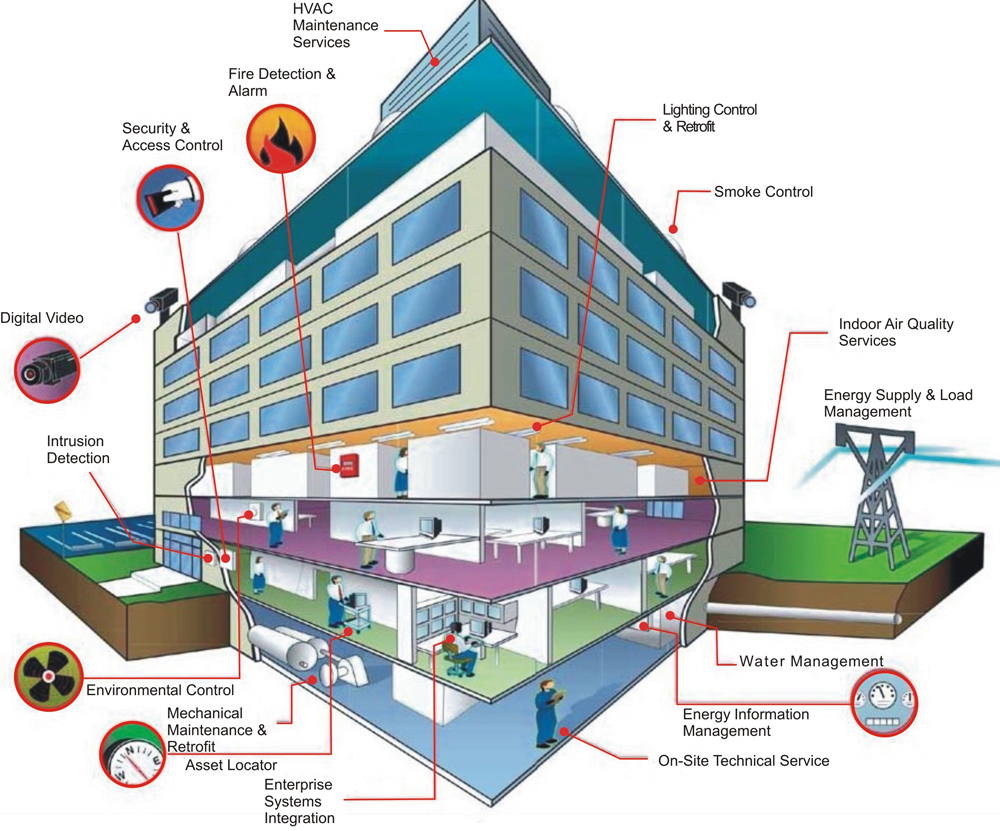 HVAC
Maintenance
Services
Fire Detection &
Alarm
Lighting Control
& Retrofit
Security &
Access Control
Smoke Control
Digital Video
Indoor Air Quality
Services
Energy Supply & Load
Management
Intrusion
Detection
Water Management
Environmental Control
Mechanical
Maintenance &
Retrofit
Energy Information
Management
Asset Locator
On-Site Technical Service
Enterprise
Systems
Integration
N
E
W